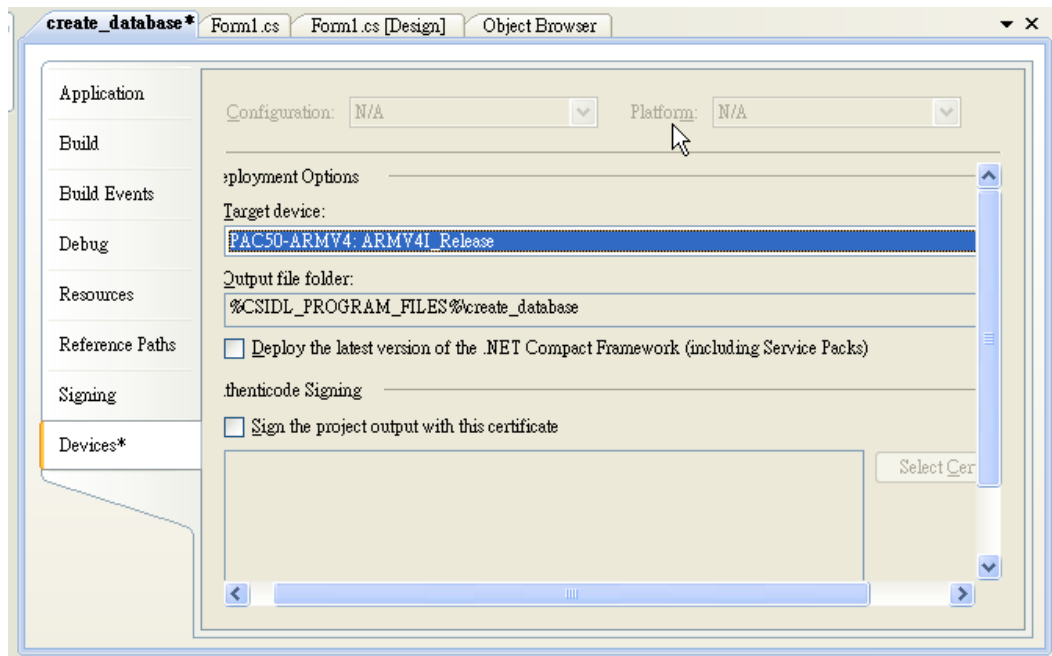 create_database* Form1.cs Form1.cs [Design] Object Browser
Application
Configuration: N/A Platform: N/A
Build
eployment Options
Build Events
Target device:
Debug
PAC50-ARMV4: ARMV4I_Release
Output file folder:
Resources
%CSIDL_PROGRAM_FILES%\create_database
Reference Paths
Deploy the latest version of the .NET Compact Framework (including Service Packs)
Signing
thenticode Signing
Sign the project output with this certificate
Devices*
Select Cer